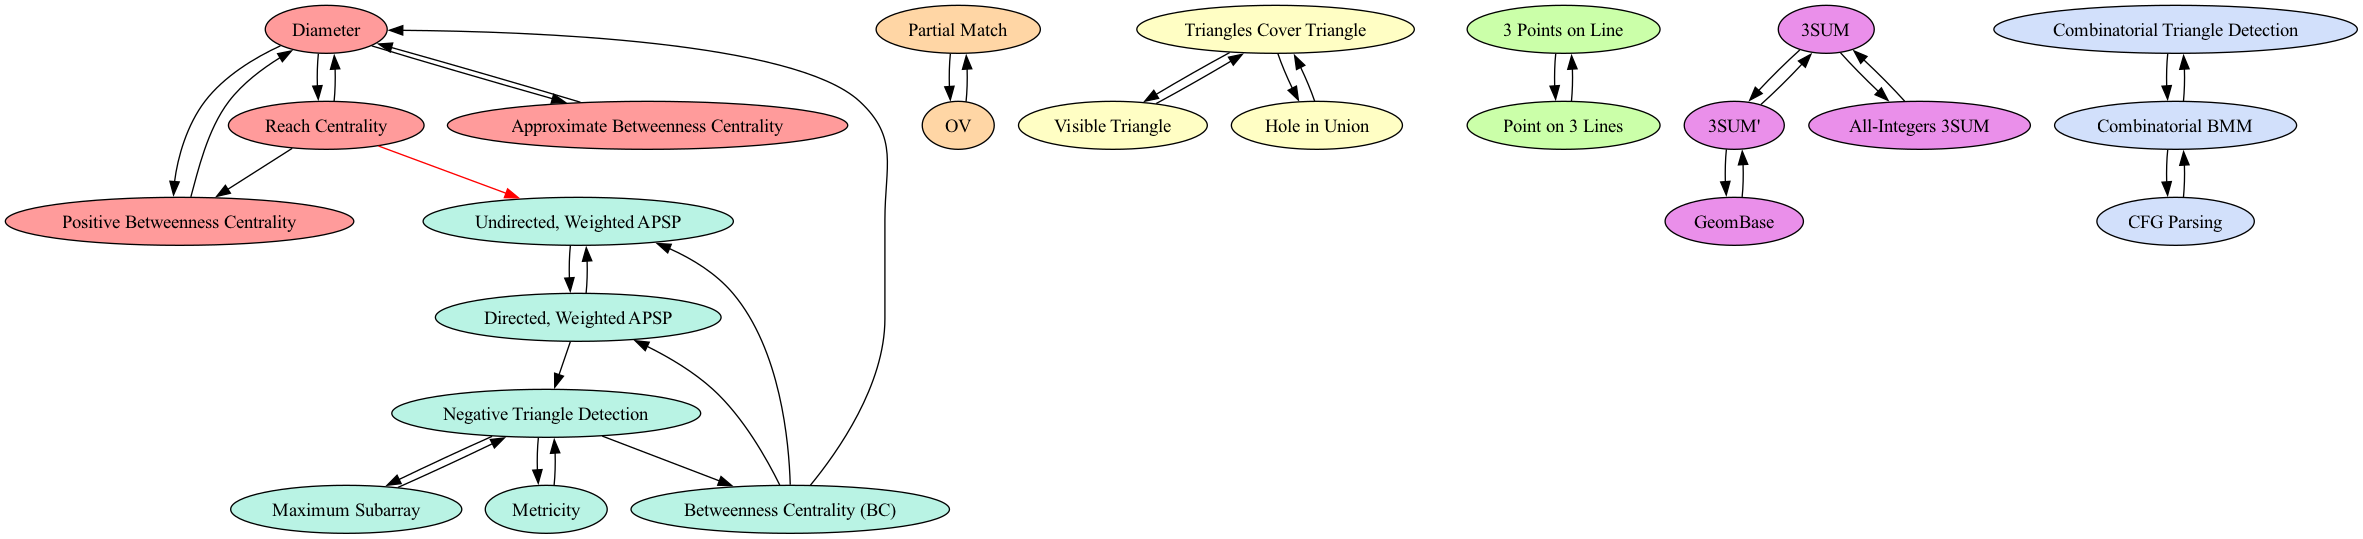 Diameter
Partial Match
Triangles Cover Triangle
3 Points on Line
3SUM
Combinatorial Triangle Detection
Reach Centrality
Approximate Betweenness Centrality
OV
Visible Triangle
Hole in Union
Point on 3 Lines
3SUM'
All-Integers 3SUM
Combinatorial BMM
Positive Betweenness Centrality
Undirected, Weighted APSP
GeomBase
CFG Parsing
Directed, Weighted APSP
Negative Triangle Detection
Maximum Subarray
Metricity
Betweenness Centrality (BC)